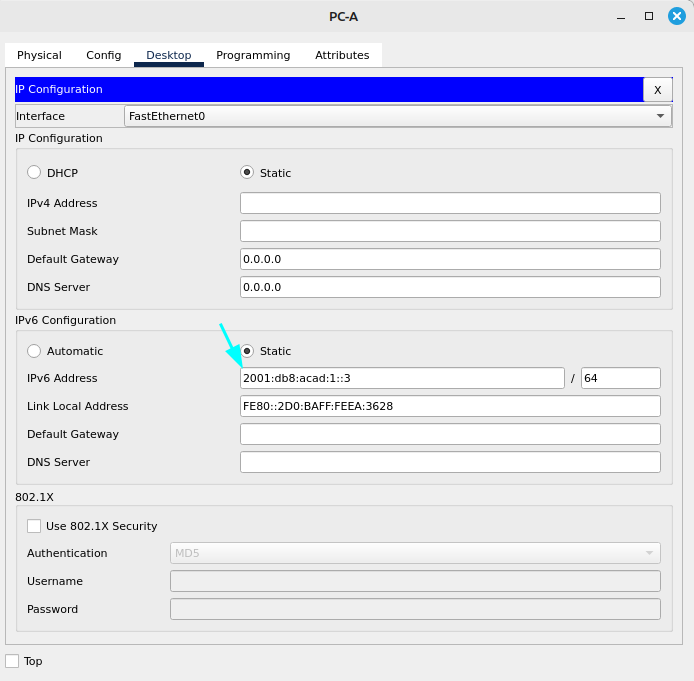 PC-A
Physical Config Desktop Programming Attributes
IP Configuration X
Interface FastEthernet0
IP Configuration
DHCP Static
IPv4 Address
Subnet Mask
Default Gateway 0.0.0.0
DNS Server 0.0.0.0
IPv6 Configuration
Automatic Static
IPv6 Address 2001:db8:acad:1::3 / 64
Link Local Address FE80::2D0:BAFF:FEEA:3628
Default Gateway
DNS Server
802.1X
Use 802.1X Security
Authentication MD5
Username
Password
Top